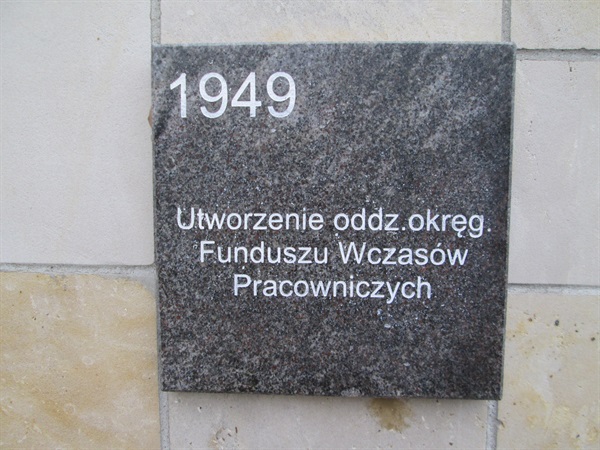 1949
Utworzenie oddz.okręg.
Funduszu Wczasów
Pracowniczych